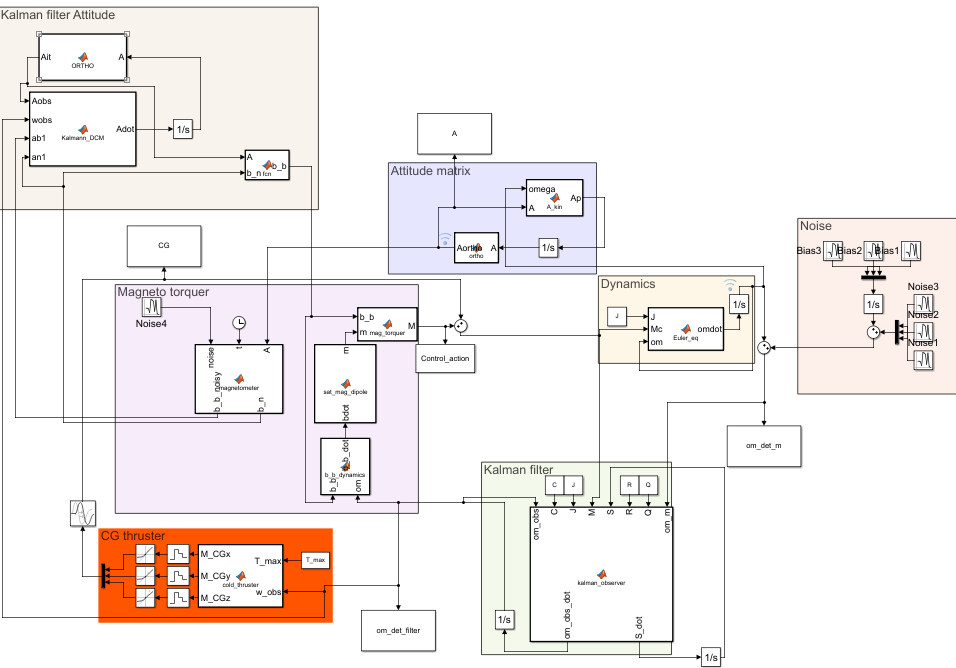 Kalman filter Attitude
Ait
A
ORTHO
Aobs
wobs
ab1
an1
Adot
Kalmann_DCM
1/s
A
b_n
b_b
fcn
A
Attitude matrix
omega
A
Ap
A_kin
A
ortho
1/s
CG
Magneto torquer
Noise4
noise
t
A
magnetometer
b_b_noisy
b_n
b_b
m
M
mag_torquer
Control_action
m
sat_mag_dipole
bdot
b_b_dot
b_b_dynamics
b_b
om
Dynamics
J
J
Mc
om
omdot
Euler_eq
1/s
Noise
Bias3
Bias2
Bias1
1/s
Noise3
Noise2
Noise1
om_det_m
Kalman filter
C
J
R
Q
om_obs
C
J
M
S
R
Q
om_m
kalman_observer
om_obs_dot
S_dot
1/s
1/s
CG thruster
M_CGx
M_CGy
M_CGz
T_max
w_obs
cold_thruster
T_max
om_det_filter